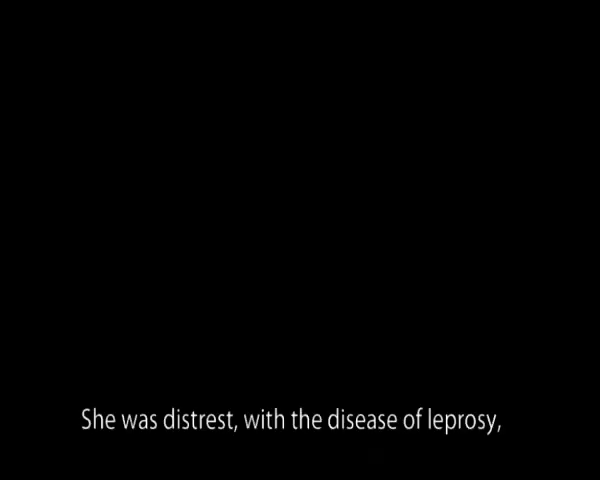 She was distrest, with the disease of leprosy,